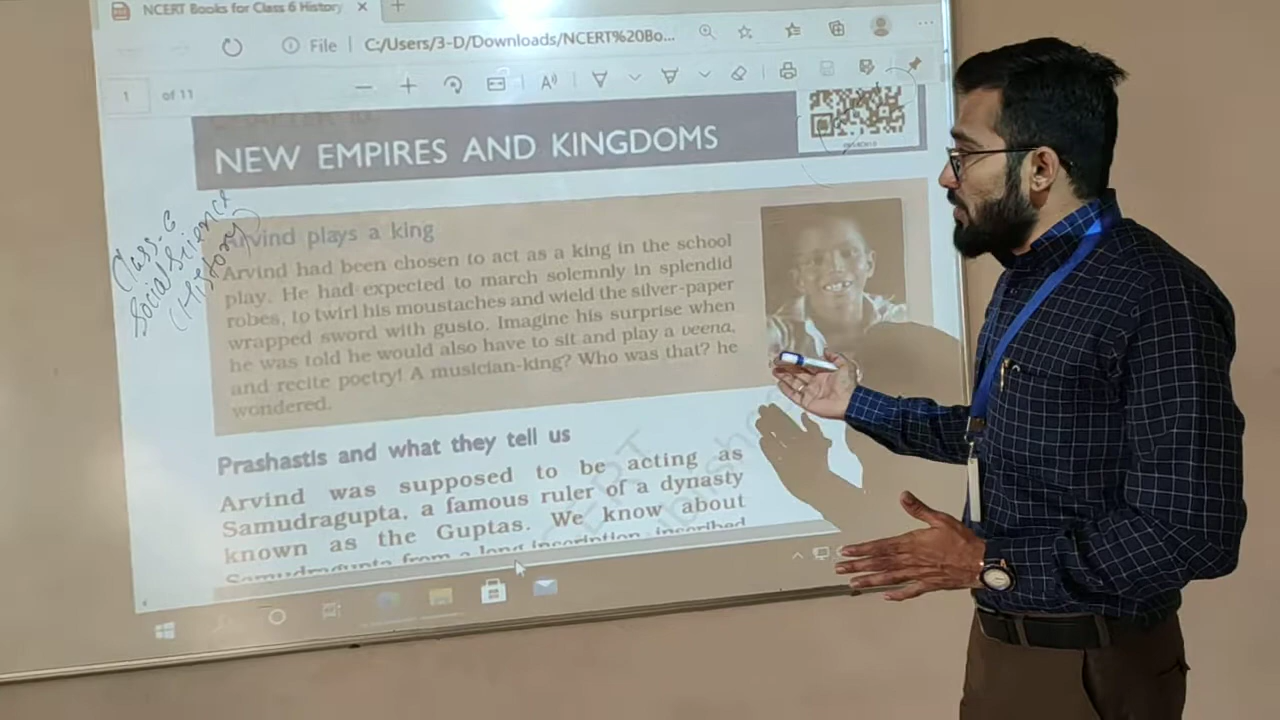 NCERT Books for Class 6 History
File | C:/Users/3-D/Downloads/NCERT%20Bo...
1 of 11
NEW EMPIRES AND KINGDOMS
Class-6
Social Science
(History)
Arvind plays a king
Arvind had been chosen to act as a king in the school
play. He had expected to march solemnly in splendid
robes, to twirl his moustaches and wield the silver-paper
wrapped sword with gusto. Imagine his surprise when
he was told he would also have to sit and play a veena,
and recite poetry! A musician-king? Who was that? he
wondered.
Prashastis and what they tell us
Arvind was supposed to be acting as
Samudragupta, a famous ruler of a dynasty
known as the Guptas. We know about
Samudragupta from a long inscription, inscribed